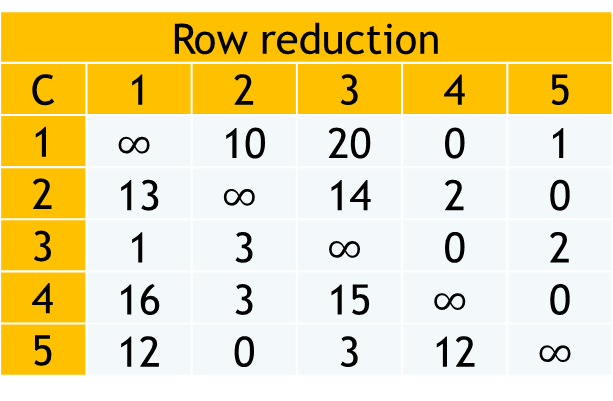 Row reduction
C 1 2 3 4 5
1 ∞ 10 20 0 1
2 13 ∞ 14 2 0
3 1 3 ∞ 0 2
4 16 3 15 ∞ 0
5 12 0 3 12 ∞